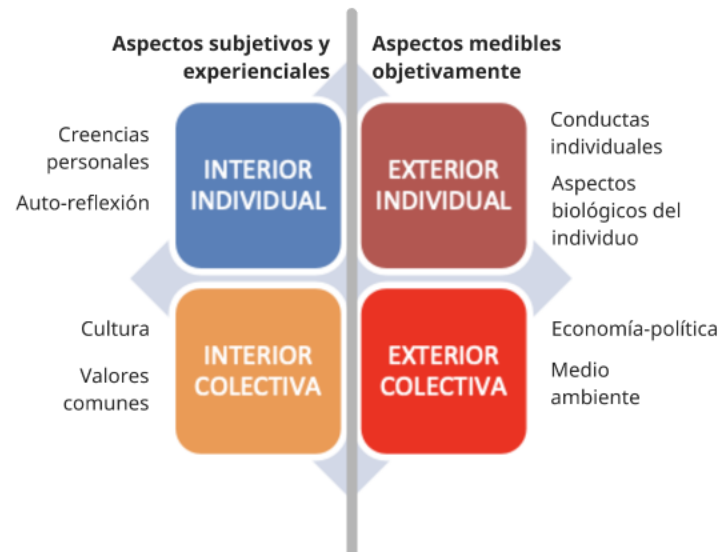 Aspectos subjetivos y
experienciales
Aspectos medibles
objetivamente
Creencias
personales
Auto-reflexión
INTERIOR
INDIVIDUAL
EXTERIOR
INDIVIDUAL
Conductas
individuales
Aspectos
biológicos del
individuo
Cultura
Valores
comunes
INTERIOR
COLECTIVA
EXTERIOR
COLECTIVA
Economía-política
Medio
ambiente